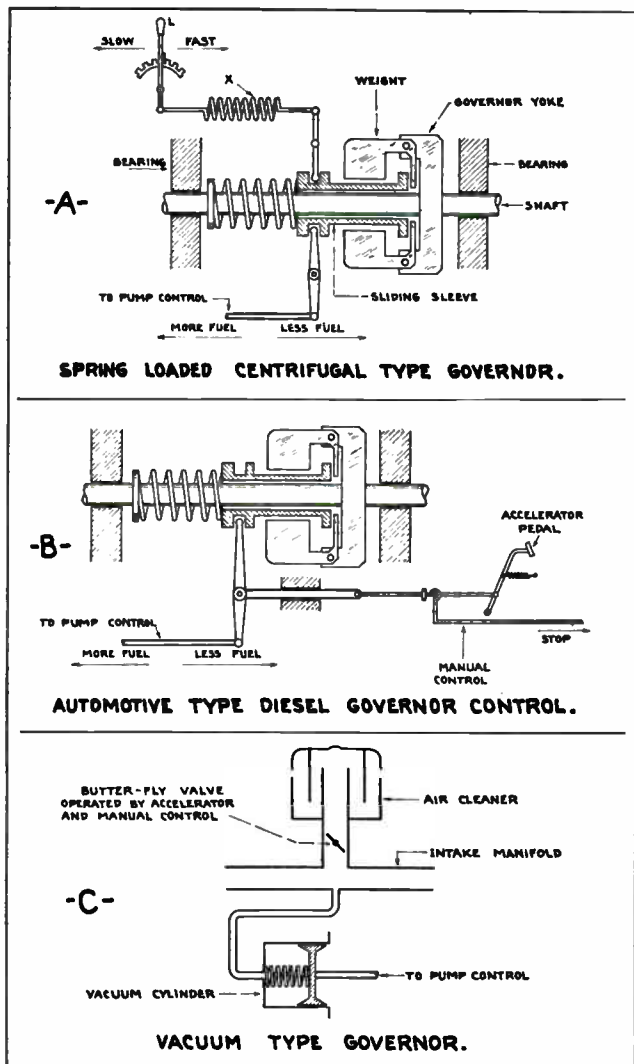 L
SLOW FAST
X
WEIGHT
GOVERNOR YOKE
BEARING
BEARING
-A-
SHAFT
SLIDING SLEEVE
TO PUMP CONTROL
MORE FUEL LESS FUEL
SPRING LOADED CENTRIFUGAL TYPE GOVERNOR.
-B-
ACCELERATOR
PEDAL
TO PUMP CONTROL
MORE FUEL LESS FUEL
STOP
MANUAL
CONTROL
AUTOMOTIVE TYPE DIESEL GOVERNOR CONTROL.
BUTTER-FLY VALVE
OPERATED BY ACCELERATOR
AND MANUAL CONTROL
AIR CLEANER
INTAKE MANIFOLD
-C-
TO PUMP CONTROL
VACUUM CYLINDER
VACUUM TYPE GOVERNOR.